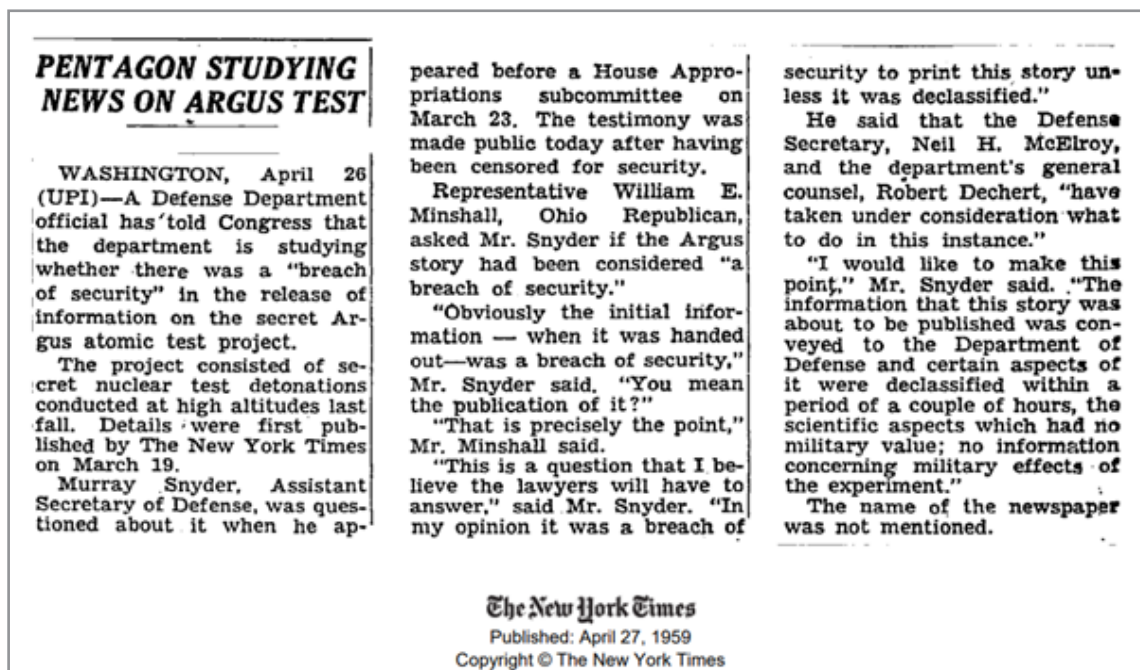 PENTAGON STUDYING
NEWS ON ARGUS TEST
WASHINGTON, April 26
(UPI)—A Defense Department
official has told Congress that
the department is studying
whether there was a "breach
of security" in the release of
information on the secret Ar-
gus atomic test project.
The project consisted of se-
cret nuclear test detonations
conducted at high altitudes last
fall. Details were first pub-
lished by The New York Times
on March 19.
Murray Snyder, Assistant
Secretary of Defense, was ques-
tioned about it when he ap-
peared before a House Appro-
priations subcommittee on
March 23. The testimony was
made public today after having
been censored for security.
Representative William E.
Minshall, Ohio Republican,
asked Mr. Snyder if the Argus
story had been considered "a
breach of security."
"Obviously the initial infor-
mation — when it was handed
out—was a breach of security,"
Mr. Snyder said. "You mean
the publication of it?"
"That is precisely the point,"
Mr. Minshall said.
"This is a question that I be-
lieve the lawyers will have to
answer," said Mr. Snyder. "In
my opinion it was a breach of
security to print this story un-
less it was declassified."
He said that the Defense
Secretary, Neil H. McElroy,
and the department's general
counsel, Robert Dechert, "have
taken under consideration what
to do in this instance."
"I would like to make this
point," Mr. Snyder said. "The
information that this story was
about to be published was con-
veyed to the Department of
Defense and certain aspects of
it were declassified within a
period of a couple of hours, the
scientific aspects which had no
military value; no information
concerning military effects of
the experiment."
The name of the newspaper
was not mentioned.
The New York Times
Published: April 27, 1959
Copyright © The New York Times